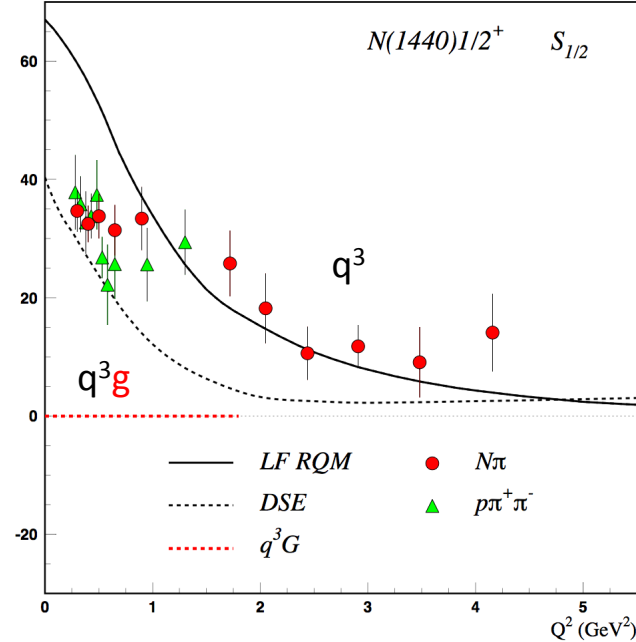 N(1440)1/2⁺ S₁/₂
60
40
20
0
-20
q³
q³g
LF RQM
DSE
q³G
Nπ
pπ⁺π⁻
0 1 2 3 4 5
Q² (GeV²)